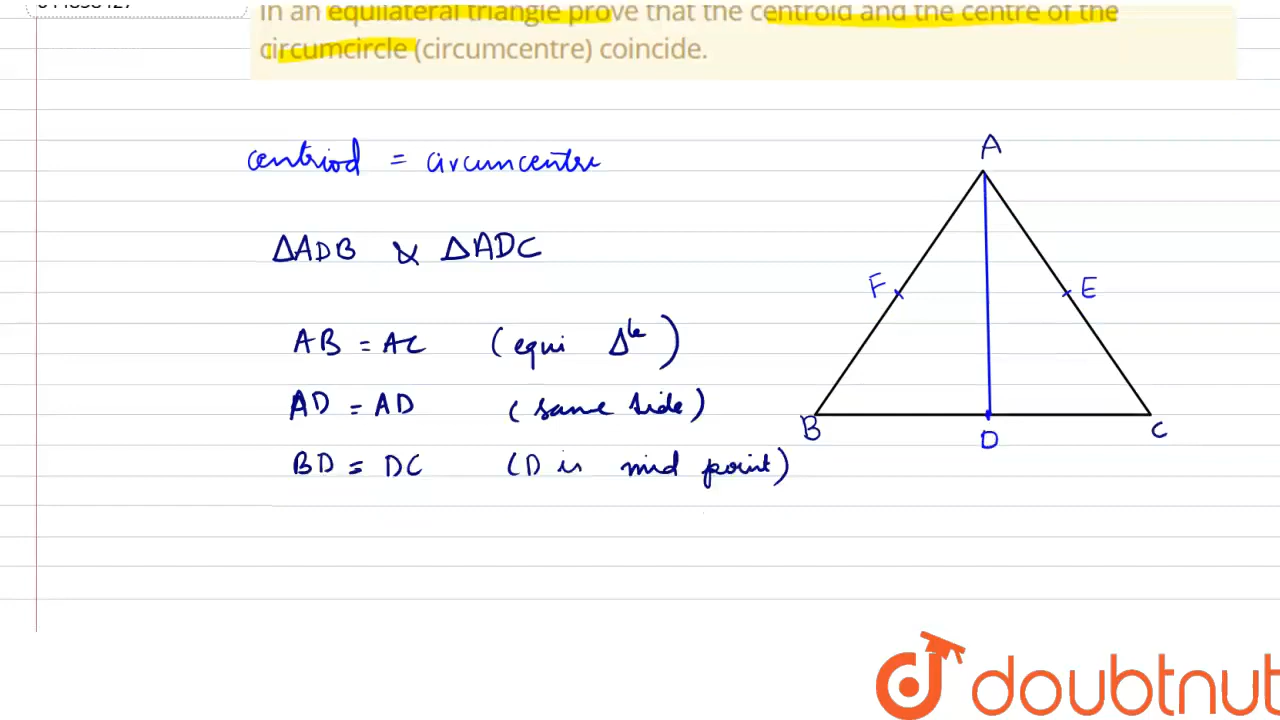 In an equilateral triangle prove that the centroid and the centre of the
circumcircle (circumcentre) coincide.
centriod = circumcentre
ΔADB & ΔADC
AB = AC (equi Δle)
AD = AD (same side)
BD = DC (D is mid point)
A
F
E
B
D
C
doubtnut